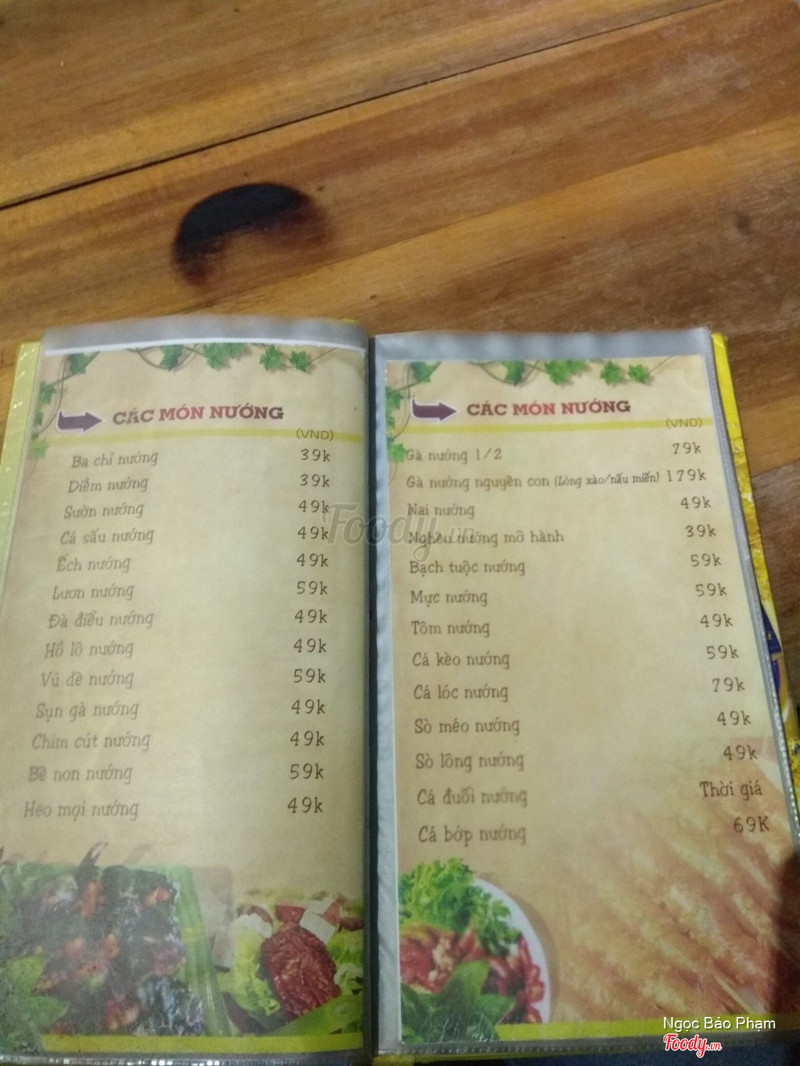 CÁC MÓN NƯỚNG
(VND)
Ba chỉ nướng 39k
Diềm nướng 39k
Sườn nướng 49k
Cá sấu nướng 49k
Ếch nướng 49k
Lươn nướng 59k
Đà điểu nướng 49k
Hồ lô nướng 49k
Vú dê nướng 59k
Sụn gà nướng 49k
Chim cút nướng 49k
Bê non nướng 59k
Heo mọi nướng 49k
CÁC MÓN NƯỚNG
(VND)
Gà nướng 1/2 79k
Gà nướng nguyên con (Lòng xào/nấu miến) 179k
Nai nướng 49k
Nghêu nướng mỡ hành 39k
Bạch tuộc nướng 59k
Mực nướng 59k
Tôm nướng 49k
Cá kèo nướng 59k
Cá lóc nướng 79k
Sò méo nướng 49k
Sò lông nướng 49k
Cá đuối nướng Thời giá
Cá bớp nướng 69K
Foody.vn
Ngọc Bảo Phạm
Foody.vn